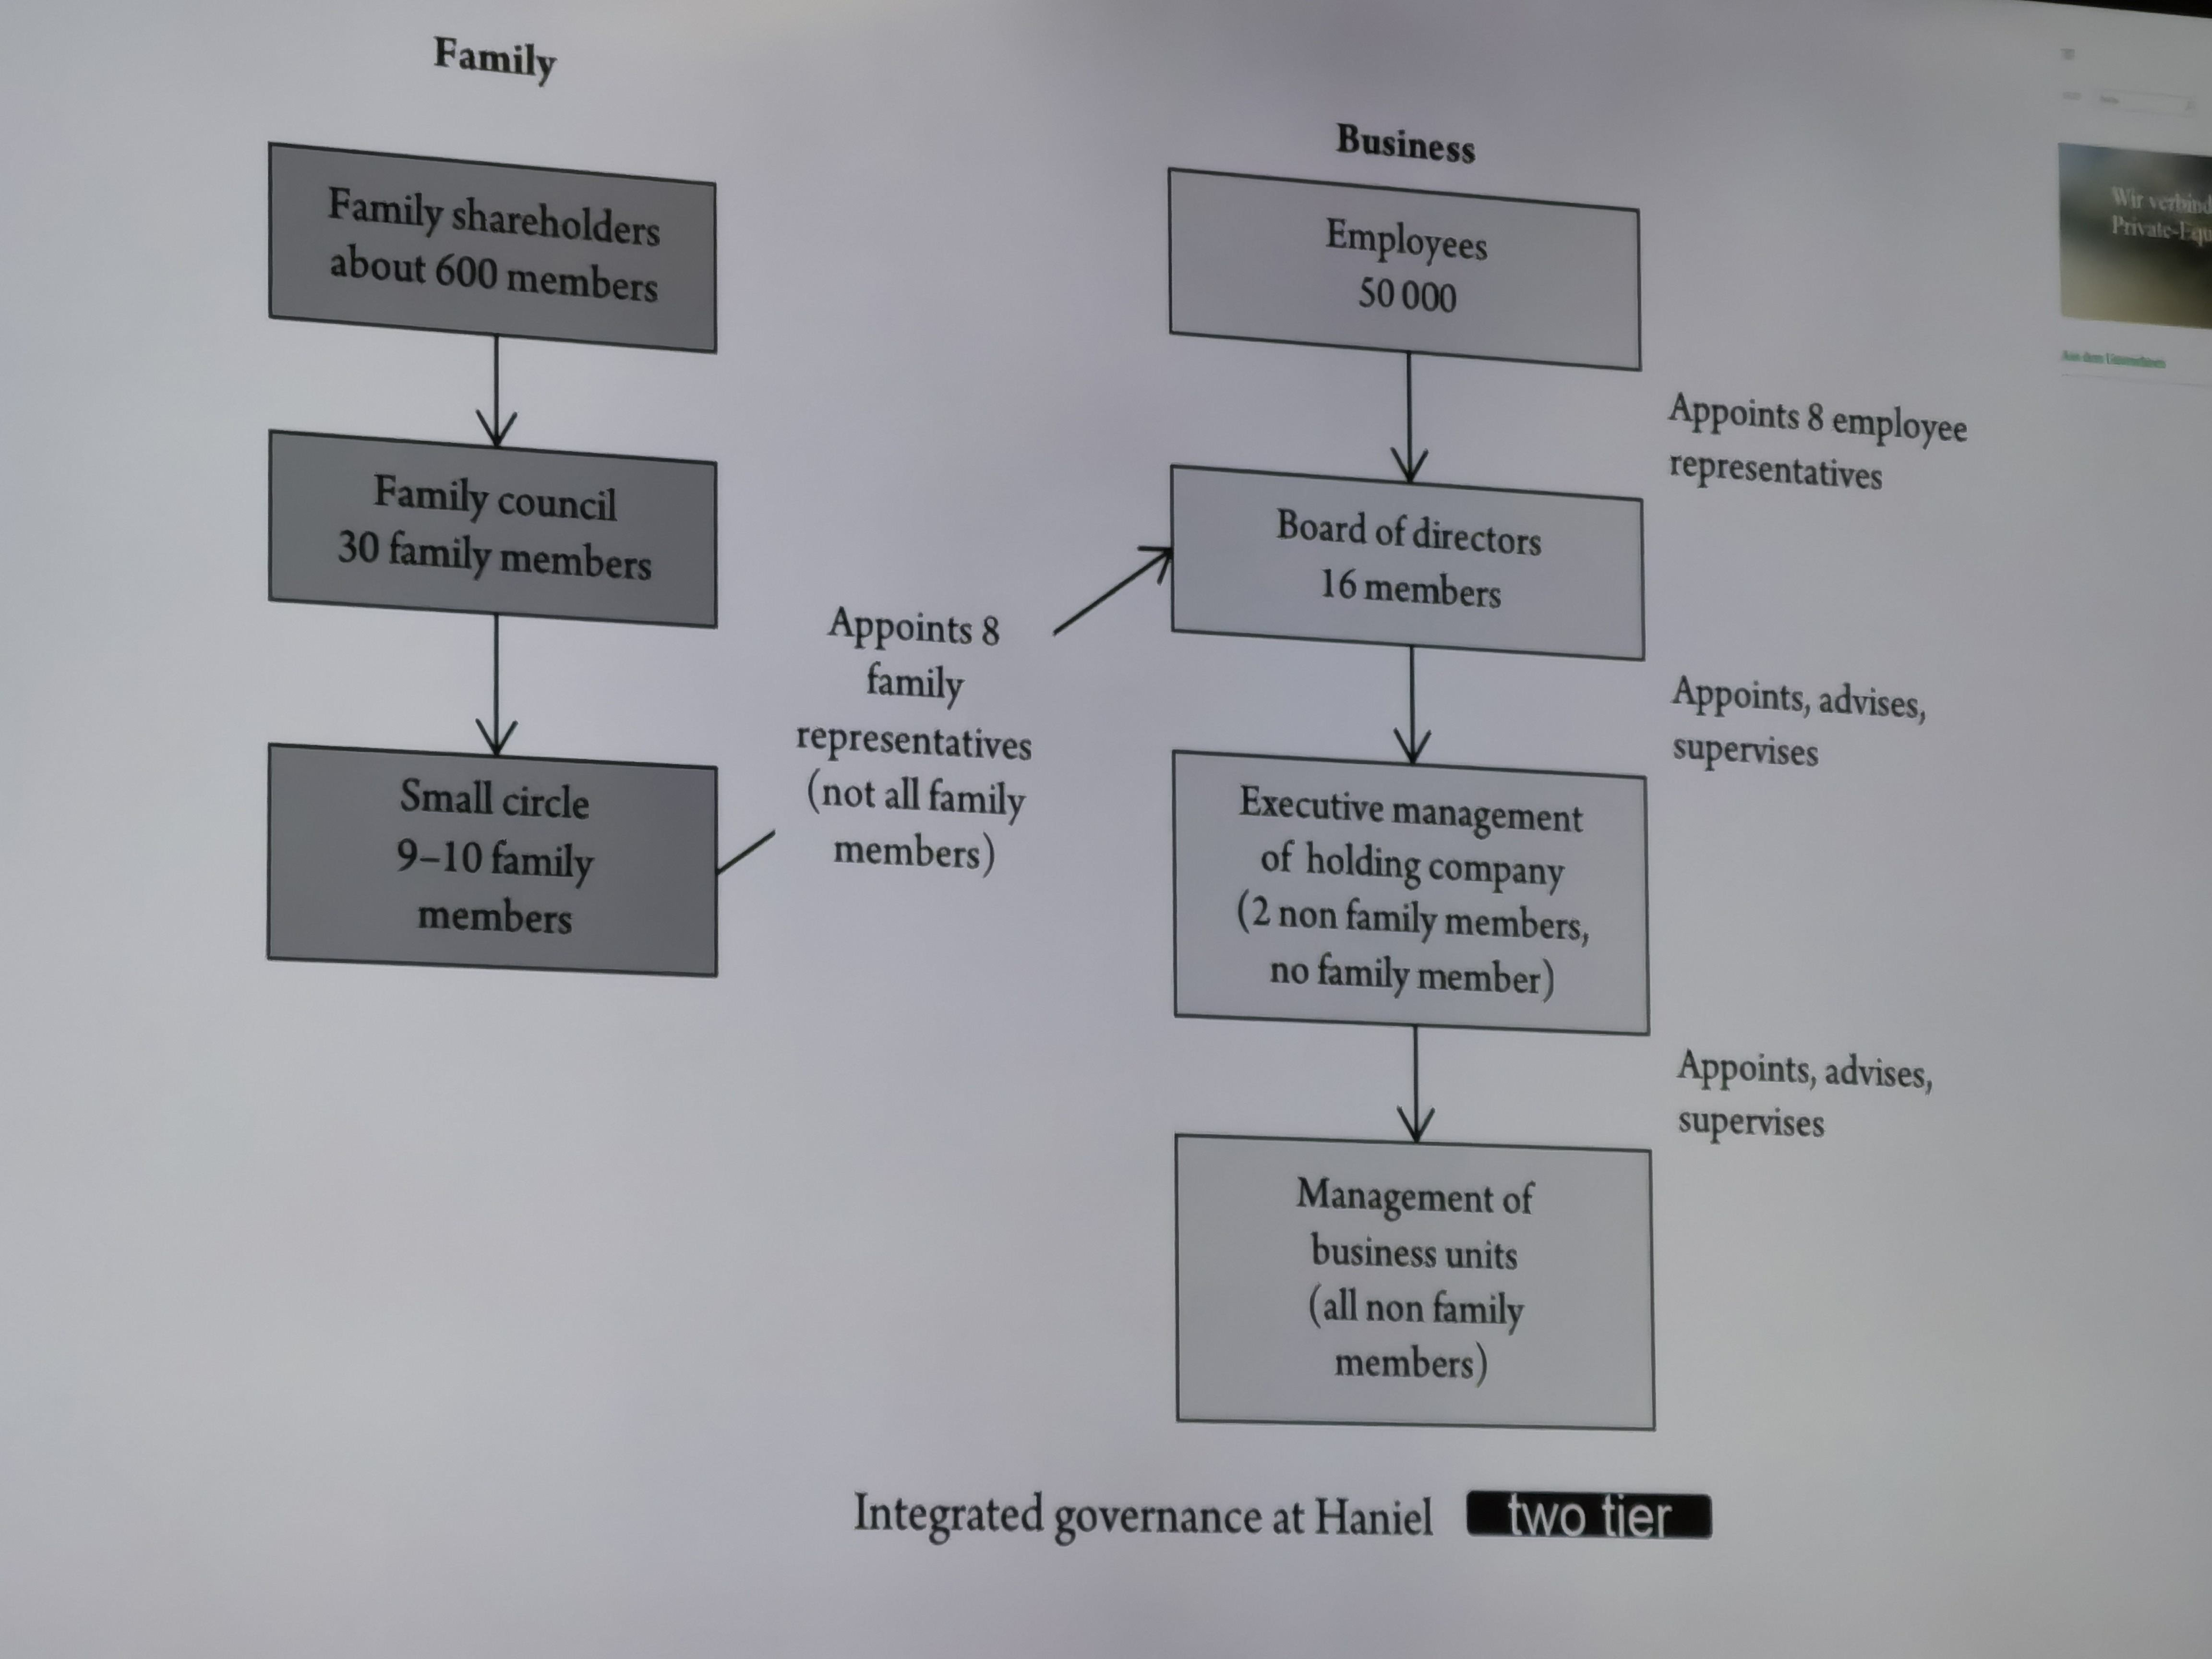 Family
Family shareholders
about 600 members
Family council
30 family members
Small circle
9–10 family
members
Appoints 8
family
representatives
(not all family
members)
Business
Employees
50 000
Appoints 8 employee
representatives
Board of directors
16 members
Appoints, advises,
supervises
Executive management
of holding company
(2 non family members,
no family member)
Appoints, advises,
supervises
Management of
business units
(all non family
members)
Integrated governance at Haniel
two tier
Wir verbind
Private-Equ
Aus dem Unternehmen